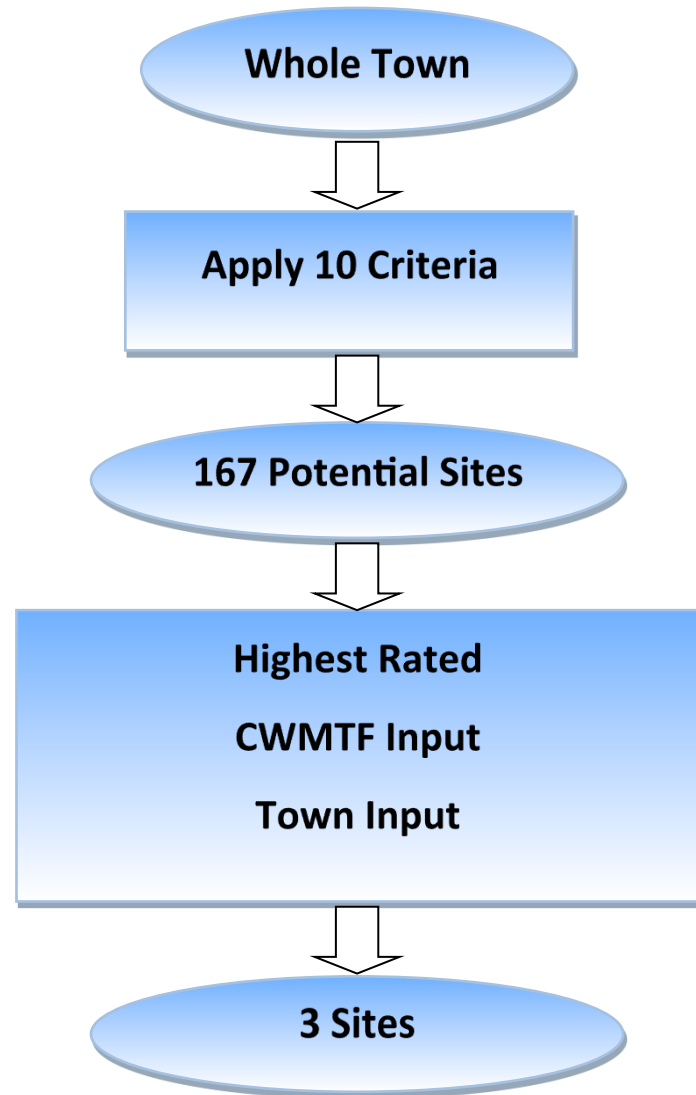 Whole Town
Apply 10 Criteria
167 Potential Sites
Highest Rated
CWMTF Input
Town Input
3 Sites